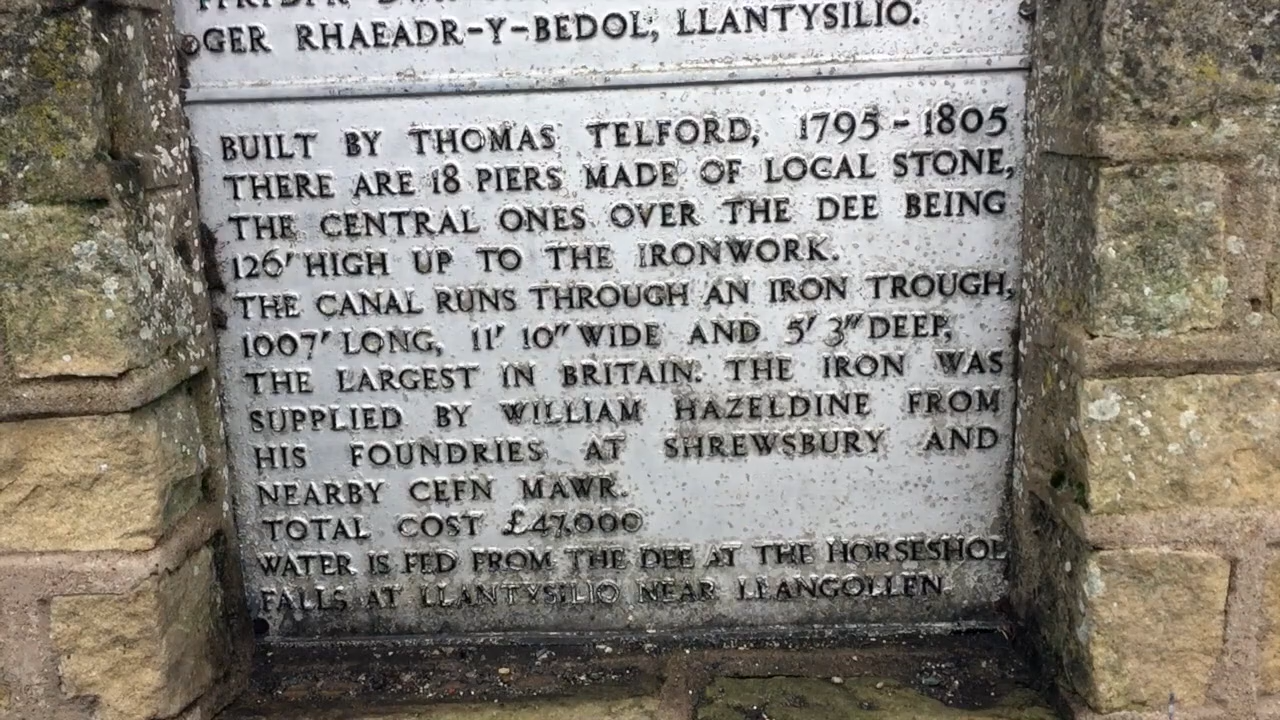 GER RHAEADR-Y-BEDOL, LLANTYSILIO.
BUILT BY THOMAS TELFORD, 1795-1805
THERE ARE 18 PIERS MADE OF LOCAL STONE,
THE CENTRAL ONES OVER THE DEE BEING
126' HIGH UP TO THE IRONWORK.
THE CANAL RUNS THROUGH AN IRON TROUGH,
1007' LONG, 11' 10" WIDE AND 5' 3" DEEP,
THE LARGEST IN BRITAIN. THE IRON WAS
SUPPLIED BY WILLIAM HAZELDINE FROM
HIS FOUNDRIES AT SHREWSBURY AND
NEARBY CEFN MAWR.
TOTAL COST £47,000
WATER IS FED FROM THE DEE AT THE HORSESHOE
FALLS AT LLANTYSILIO NEAR LLANGOLLEN.